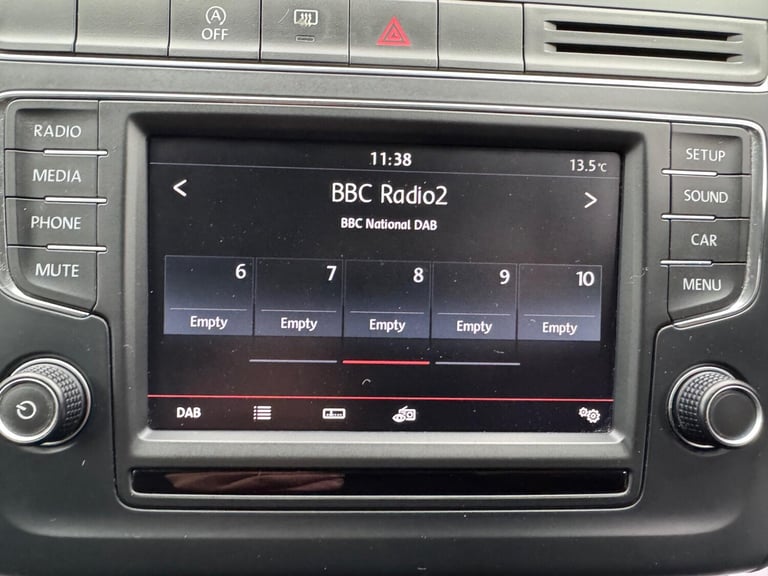 A
OFF
RADIO
MEDIA
PHONE
MUTE
11:38
13.5°C
< BBC Radio2 >
BBC National DAB
6 7 8 9 10
Empty Empty Empty Empty Empty
DAB
SETUP
SOUND
CAR
MENU